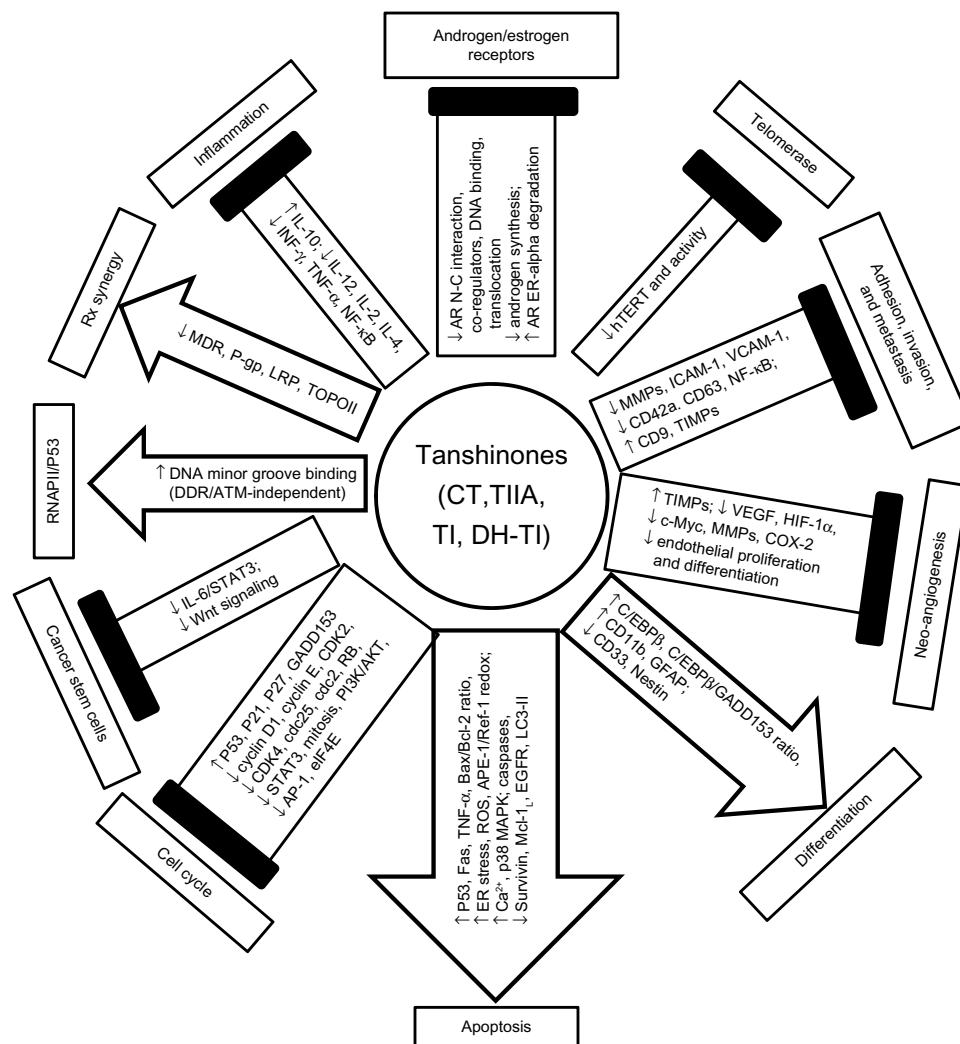 Androgen/estrogen
receptors
↓ AR N-C interaction,
co-regulators, DNA binding,
translocation
↓ androgen synthesis;
↑ AR ER-alpha degradation
Telomerase
↓ hTERT and activity
Adhesion, invasion,
and metastasis
↓ MMPs, ICAM-1, VCAM-1,
↓ CD42a. CD63, NF-κB;
↑ CD9, TIMPs
Neo-angiogenesis
↑ TIMPs; ↓ VEGF, HIF-1α,
↓ c-Myc, MMPs, COX-2
↓ endothelial proliferation
and differentiation
Differentiation
↑ C/EBPβ, C/EBPβ/GADD153 ratio,
↑ CD11b, GFAP;
↓ CD33, Nestin
Apoptosis
↑ P53, Fas, TNF-α, Bax/Bcl-2 ratio,
↑ ER stress, ROS, APE-1/Ref-1 redox;
↑ Ca²⁺, p38 MAPK; caspases,
↓ Survivin, Mcl-1L, EGFR, LC3-II
Cell cycle
↑ P53, P21, P27, GADD153
↓ cyclin D1, cyclin E, CDK2,
↓ CDK4, cdc25, cdc2, RB,
↓ STAT3, mitosis, PI3K/AKT,
↓ AP-1, eIF4E
Cancer stem cells
↓ IL-6/STAT3;
↓ Wnt signaling
RNAPII/P53
↑ DNA minor groove binding
(DDR/ATM-independent)
Rx synergy
↓ MDR, P-gp, LRP, TOPOII
Inflammation
↑ IL-10; ↓ IL-12, IL-2, IL-4,
↓ INF-γ, TNF-α, NF-κB
Tanshinones
(CT,TIIA,
TI, DH-TI)